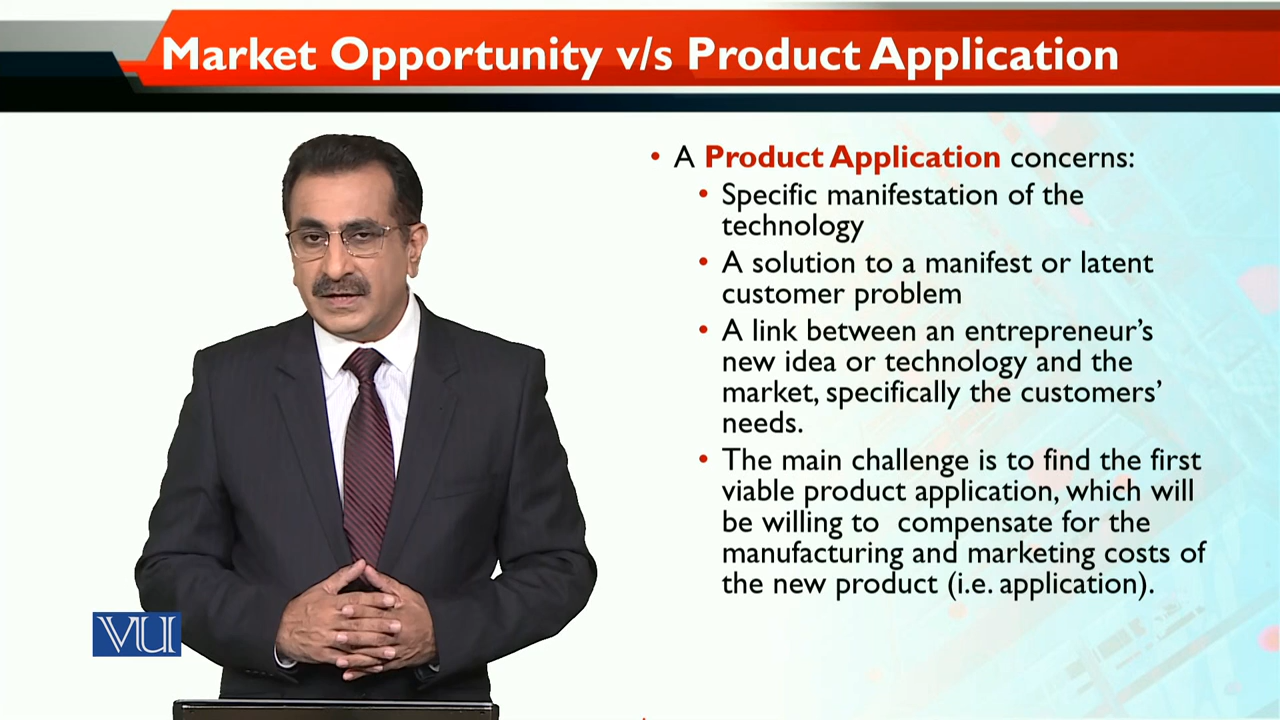 Market Opportunity v/s Product Application
• A Product Application concerns:
• Specific manifestation of the
technology
• A solution to a manifest or latent
customer problem
• A link between an entrepreneur’s
new idea or technology and the
market, specifically the customers’
needs.
• The main challenge is to find the first
viable product application, which will
be willing to compensate for the
manufacturing and marketing costs of
the new product (i.e. application).
VU